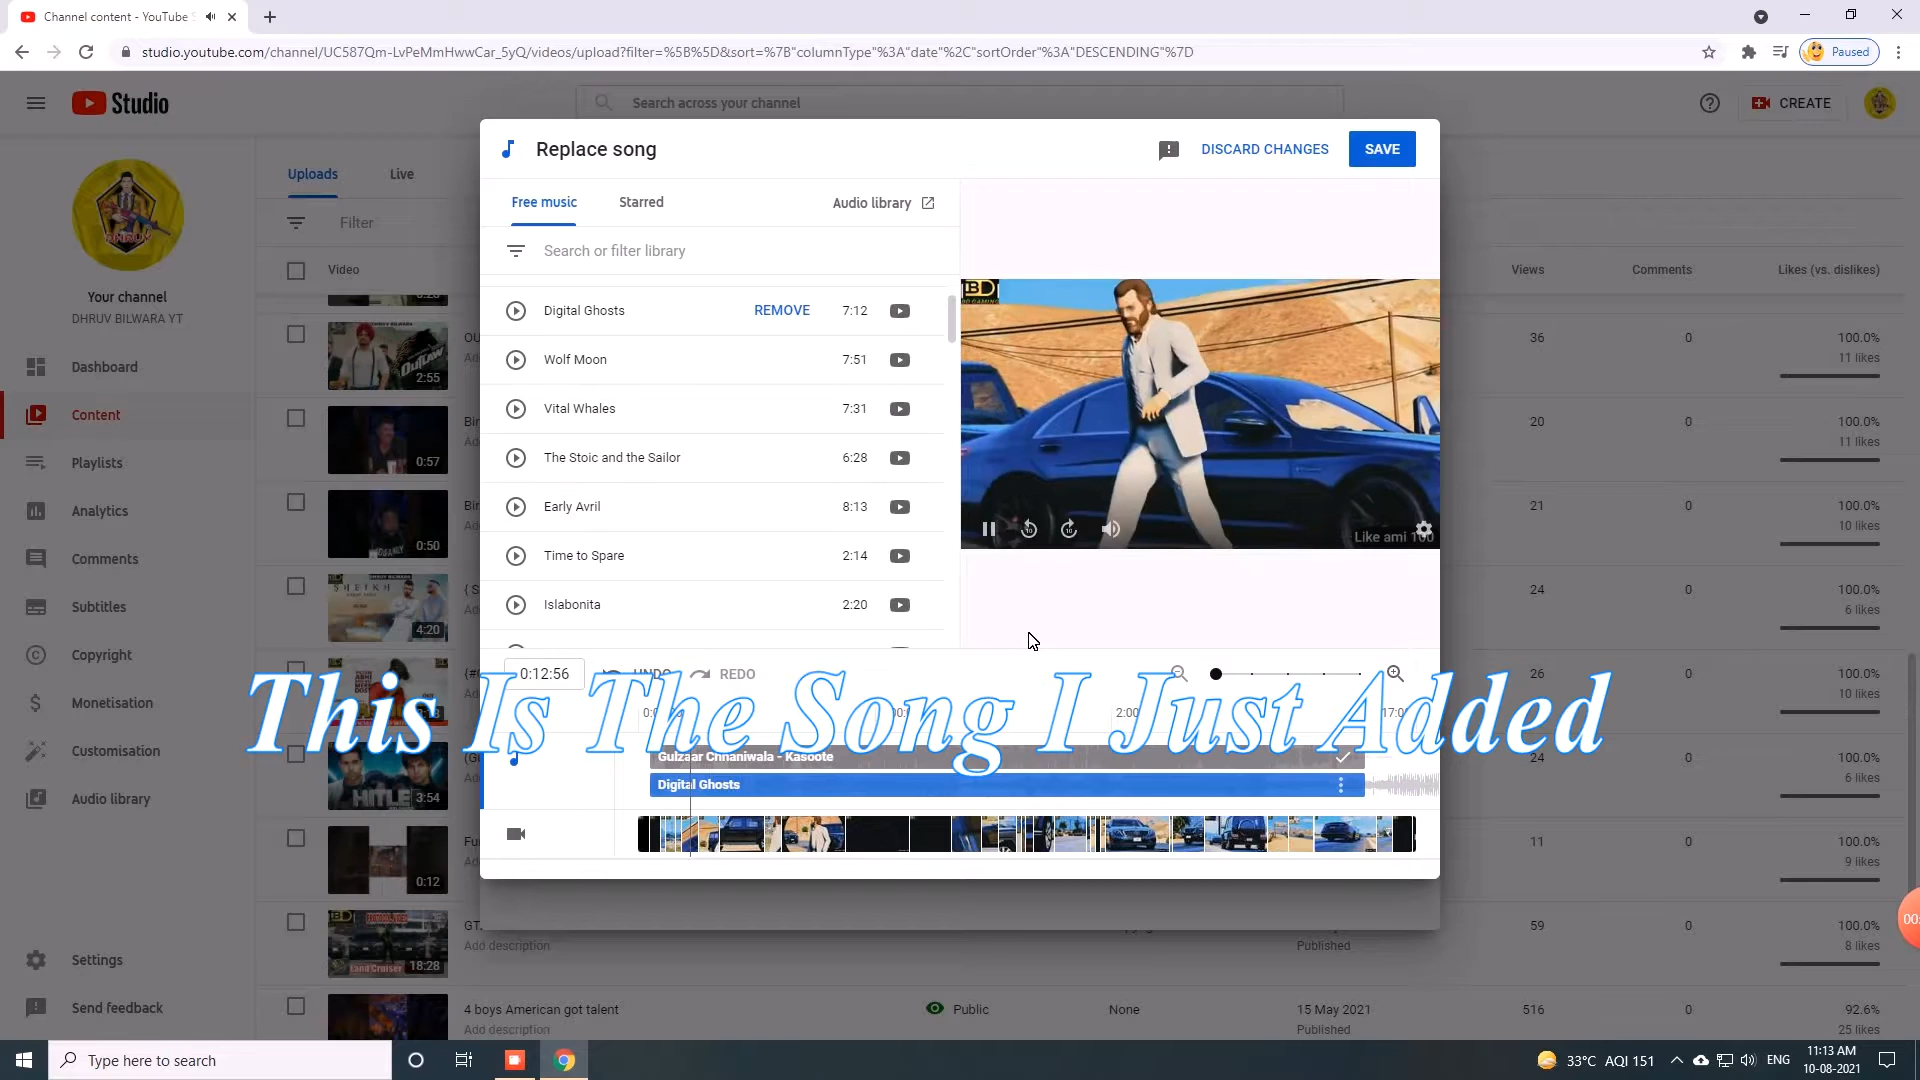 Channel content - YouTube S
studio.youtube.com/channel/UC587Qm-LvPeMmHwwCar_5yQ/videos/upload?filter=%5B%5D&sort=%7B"columnType"%3A"date"%2C"sortOrder"%3A"DESCENDING"%7D
Paused
Studio
Search across your channel
CREATE
Replace song
DISCARD CHANGES
SAVE
Uploads
Live
Free music
Starred
Audio library
Filter
Search or filter library
Video
Views
Comments
Likes (vs. dislikes)
Your channel
DHRUV BILWARA YT
Digital Ghosts
REMOVE
7:12
Wolf Moon
7:51
Vital Whales
7:31
The Stoic and the Sailor
6:28
Early Avril
8:13
Time to Spare
2:14
Islabonita
2:20
Like ami 100
Dashboard
Content
Playlists
Analytics
Comments
Subtitles
Copyright
Monetisation
Customisation
Audio library
Settings
Send feedback
2:55
0:57
0:50
4:20
3:54
0:12
18:28
36
0
100.0%
11 likes
20
0
100.0%
11 likes
21
0
100.0%
10 likes
24
0
100.0%
6 likes
26
0
100.0%
10 likes
24
0
100.0%
6 likes
11
0
100.0%
9 likes
59
0
100.0%
8 likes
0:12:56
UNDO
REDO
2:00
This Is The Song I Just Added
Gulzaar Chhaniwala - Kasoote
Digital Ghosts
Add description
Published
4 boys American got talent
Add description
Public
None
15 May 2021
Published
516
0
92.6%
25 likes
Type here to search
33°C AQI 151
ENG
11:13 AM
10-08-2021